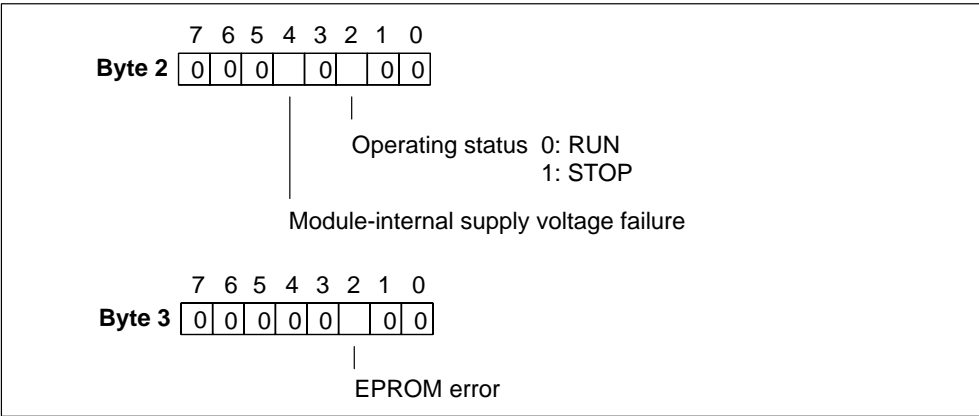 7 6 5 4 3 2 1 0
Byte 2 0 0 0 0 0 0
Operating status 0: RUN
1: STOP
Module-internal supply voltage failure
7 6 5 4 3 2 1 0
Byte 3 0 0 0 0 0 0 0
EPROM error